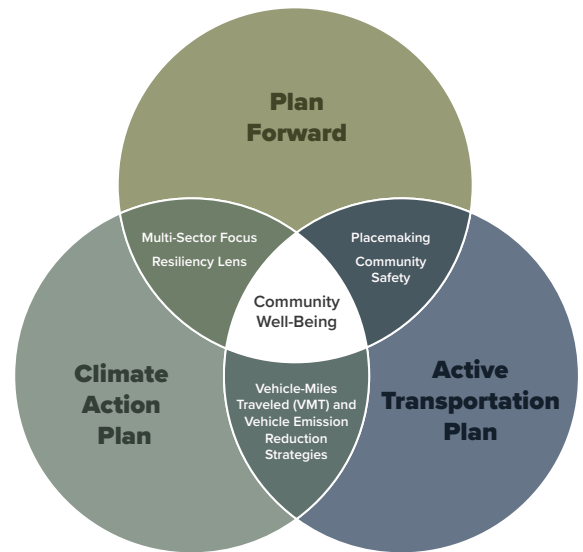 Plan
Forward
Multi-Sector Focus
Resiliency Lens
Placemaking
Community
Safety
Community
Well-Being
Climate
Action
Plan
Vehicle-Miles
Traveled (VMT) and
Vehicle Emission
Reduction
Strategies
Active
Transportation
Plan